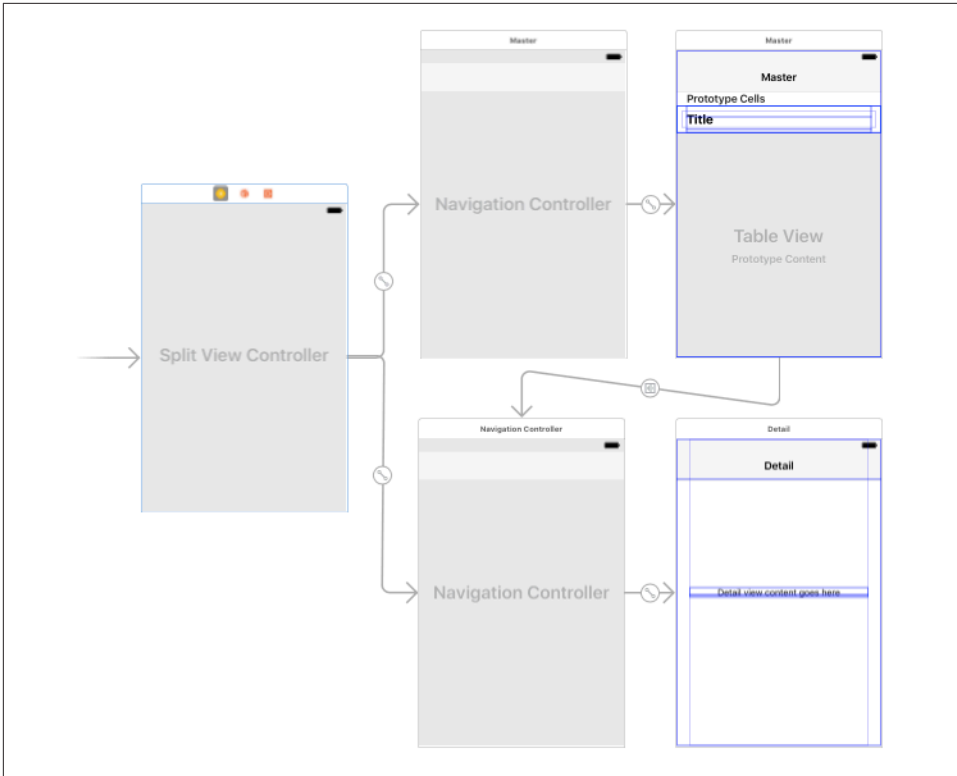 Master
Navigation Controller
Master
Master
Prototype Cells
Title
Table View
Prototype Content
Split View Controller
Navigation Controller
Navigation Controller
Detail
Detail
Detail view content goes here